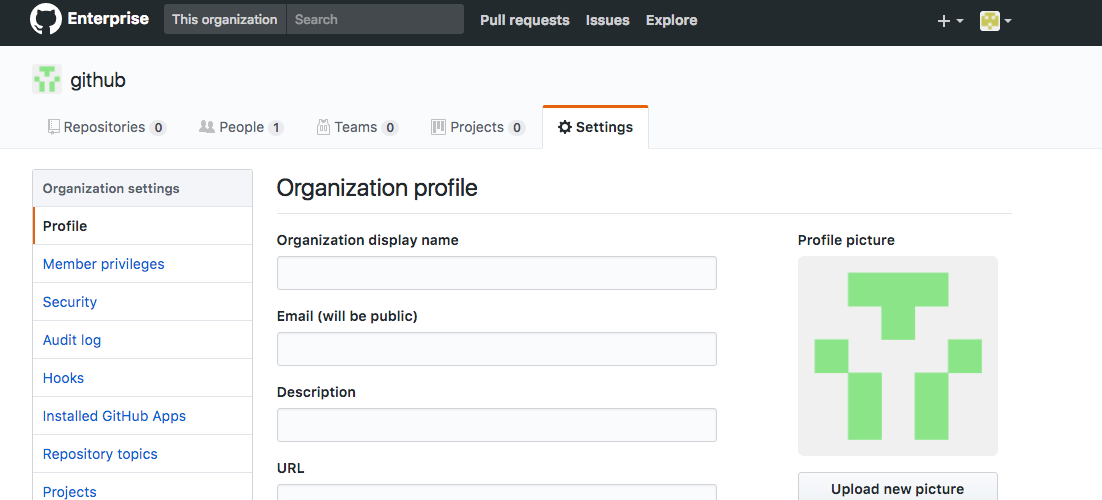 Enterprise This organization Search Pull requests Issues Explore
github
Repositories 0 People 1 Teams 0 Projects 0 Settings
Organization settings
Profile
Member privileges
Security
Audit log
Hooks
Installed GitHub Apps
Repository topics
Projects
Organization profile
Organization display name
Email (will be public)
Description
URL
Profile picture
Upload new picture